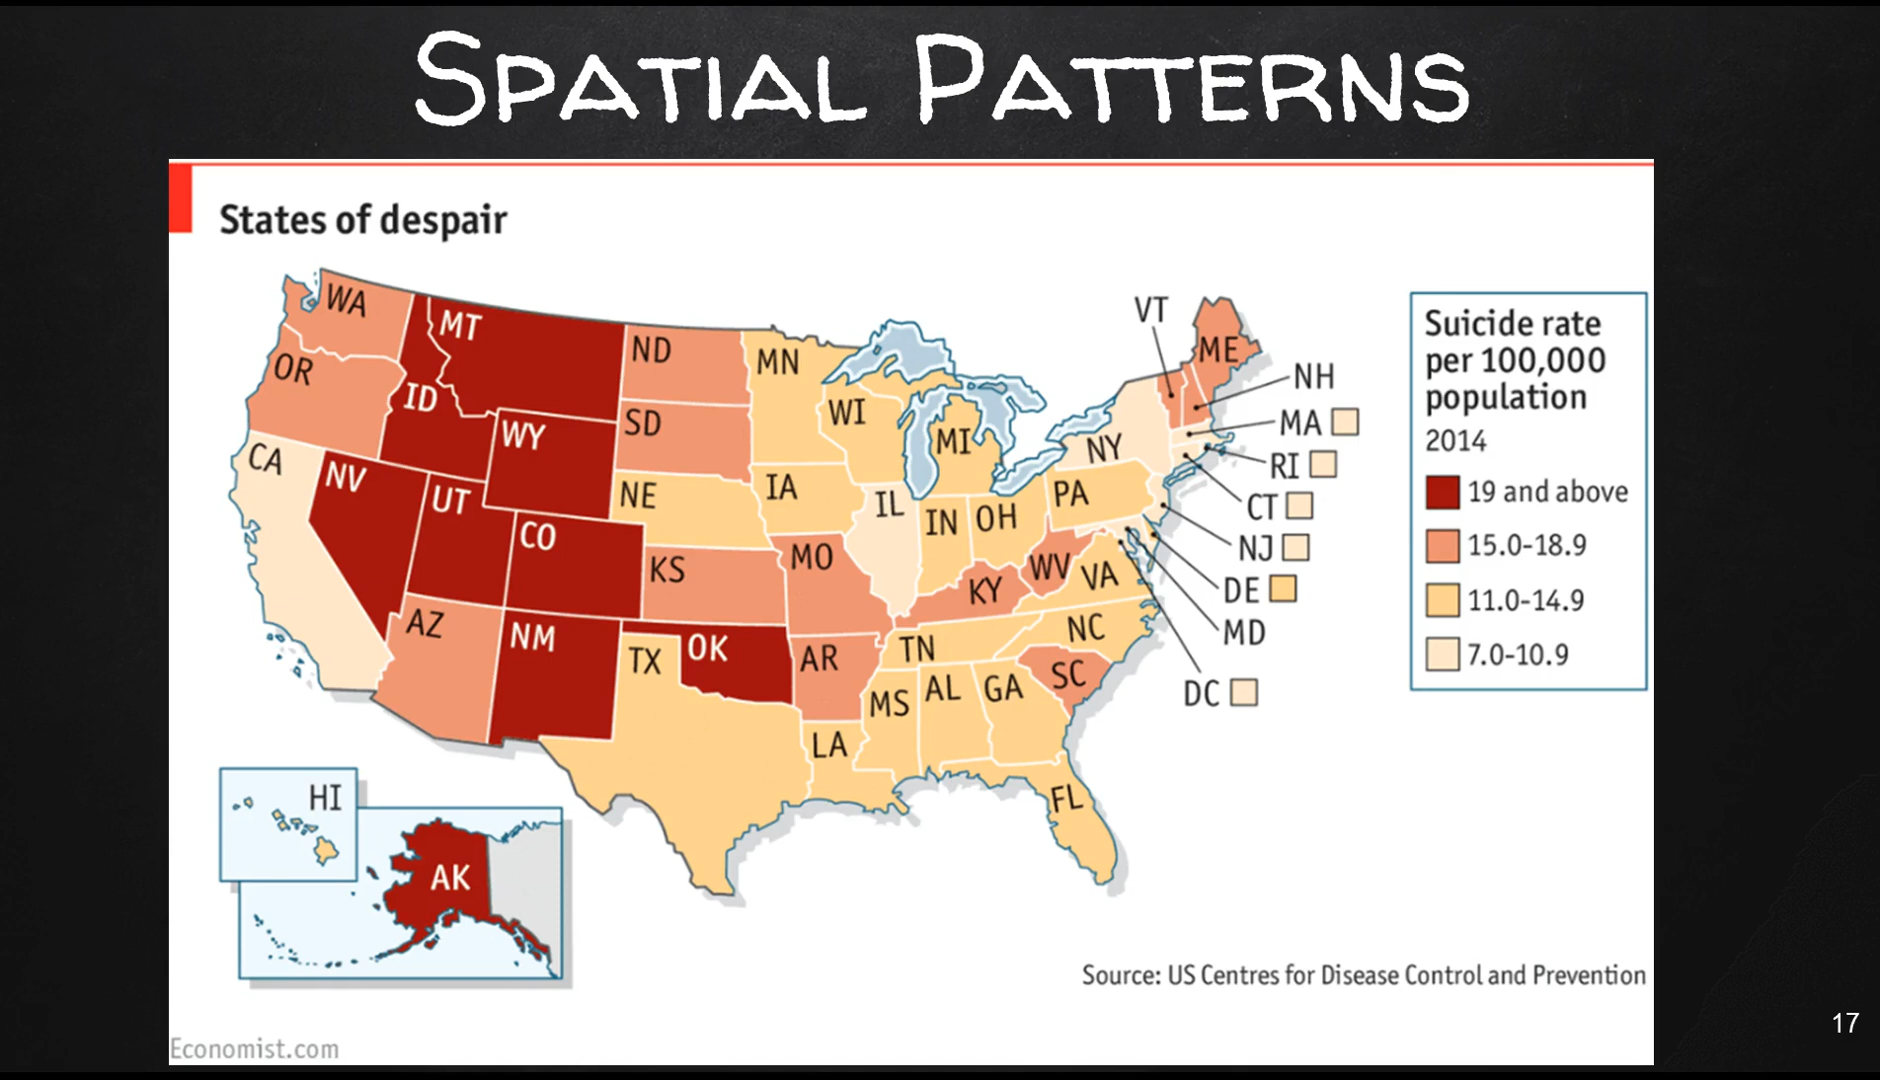 SPATIAL PATTERNS
States of despair
WA
MT
ND
MN
VT
ME
OR
ID
SD
WI
NH
WY
MI
MA
CA
NV
UT
NE
IA
NY
RI
CO
IL
IN
OH
PA
CT
KS
MO
NJ
KY
WV
VA
DE
AZ
NM
TX
OK
AR
TN
NC
MD
MS
AL
GA
SC
DC
LA
FL
HI
AK
Suicide rate
per 100,000
population
2014
19 and above
15.0-18.9
11.0-14.9
7.0-10.9
Source: US Centres for Disease Control and Prevention
Economist.com
17